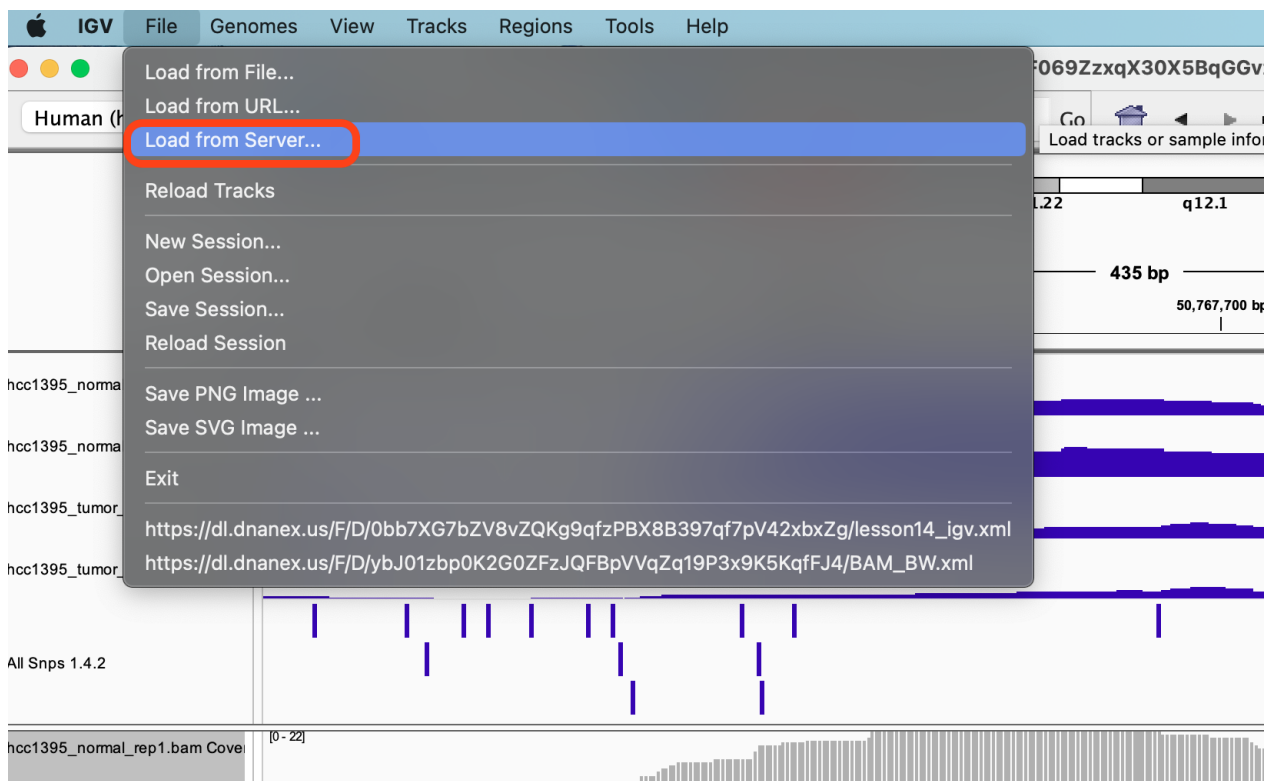 IGV File Genomes View Tracks Regions Tools Help
F069ZzxqX30X5BqGGv
Human (h
Go
Load from File...
Load from URL...
Load from Server...
Load tracks or sample infor
Reload Tracks
1.22 q12.1
New Session...
Open Session...
435 bp
Save Session...
50,767,700 bp
Reload Session
hcc1395_norma
Save PNG Image ...
Save SVG Image ...
hcc1395_norma
Exit
hcc1395_tumor_
https://dl.dnanex.us/F/D/0bb7XG7bZV8vZQKg9qfzPBX8B397qf7pV42xbxZg/lesson14_igv.xml
https://dl.dnanex.us/F/D/ybJ01zbp0K2G0ZFzJQFBpVVqZq19P3x9K5KqfFJ4/BAM_BW.xml
hcc1395_tumor_
All Snps 1.4.2
hcc1395_normal_rep1.bam Cover
[0 - 22]